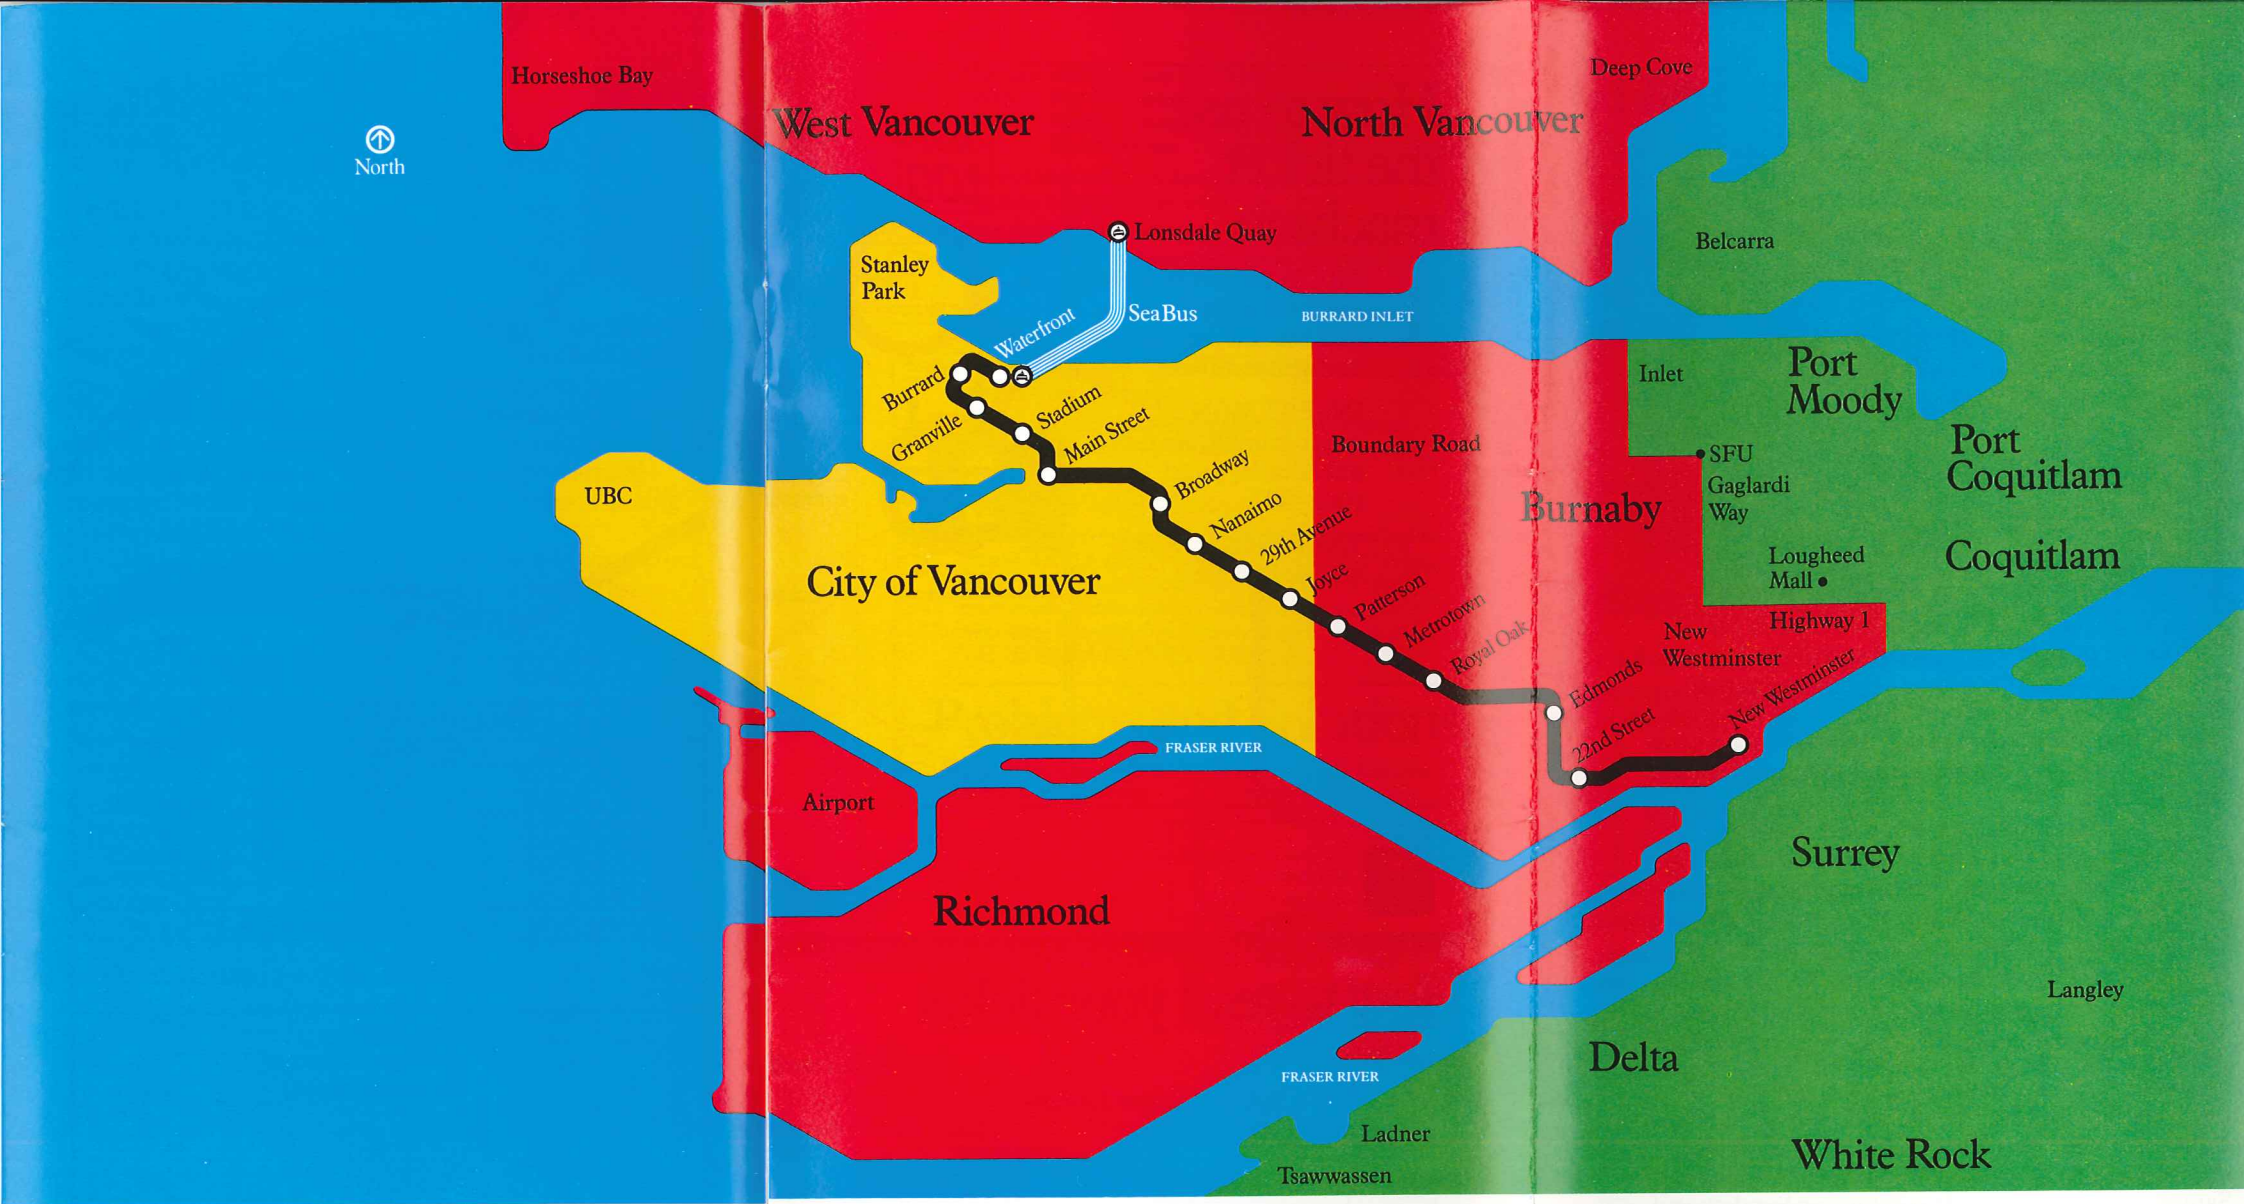 Horseshoe Bay
Deep Cove
West Vancouver
North Vancouver
North
Lonsdale Quay
Belcarra
Stanley
Park
SeaBus
BURRARD INLET
Waterfront
Burrard
Granville
Stadium
Main Street
Inlet
Port
Moody
Boundary Road
Port
Coquitlam
SFU
Gaglardi
Way
UBC
Broadway
Nanaimo
29th Avenue
Burnaby
Lougheed
Mall
Coquitlam
City of Vancouver
Joyce
Patterson
Metrotown
Royal Oak
Highway 1
New
Westminster
Edmonds
22nd Street
New Westminster
FRASER RIVER
Airport
Surrey
Richmond
Langley
Delta
FRASER RIVER
Ladner
Tsawwassen
White Rock